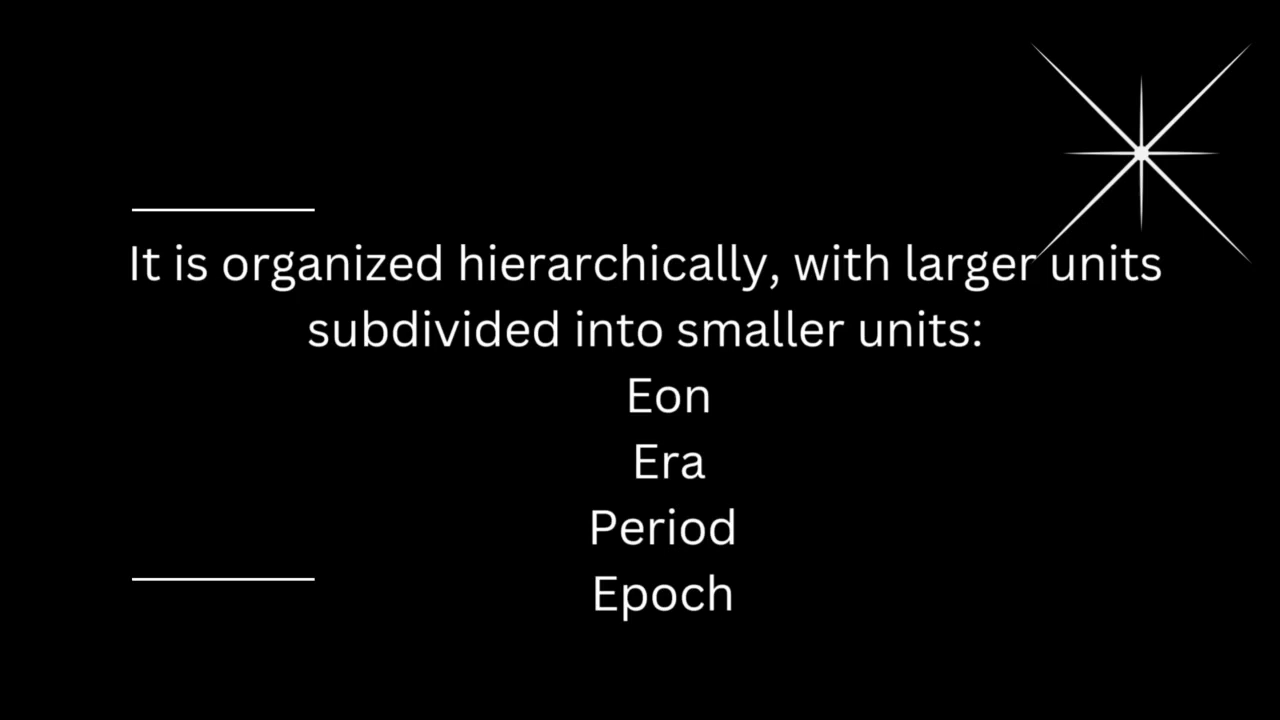 It is organized hierarchically, with larger units
subdivided into smaller units:
Eon
Era
Period
Epoch